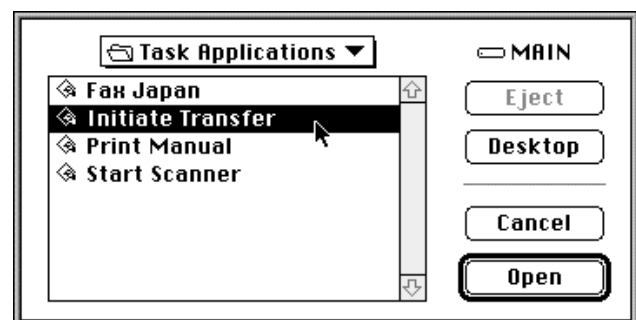 Task Applications
MAIN
Fax Japan
Initiate Transfer
Print Manual
Start Scanner
Eject
Desktop
Cancel
Open